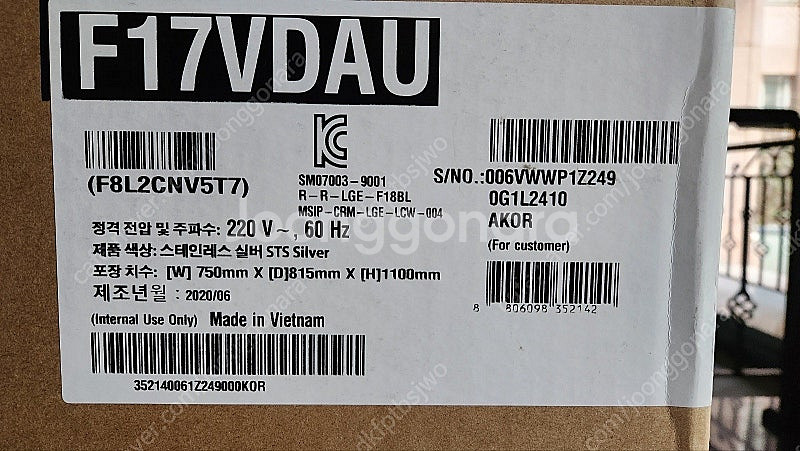 F17VDAU
(F8L2CNV5T7)
SM07003-9001
R-R-LGE-F18BL
MSIP-CRM-LGE-LCW-004
S/NO.:006VWWP1Z249
0G1L2410
AKOR
(For customer)
정격 전압 및 주파수: 220 V~, 60 Hz
제품 색상: 스테인레스 실버 STS Silver
포장 치수: [W] 750mm X [D]815mm X [H]1100mm
제조년월 : 2020/06
8 806098 352142
(Internal Use Only) Made in Vietnam
352140061Z249000KOR
joonggonara